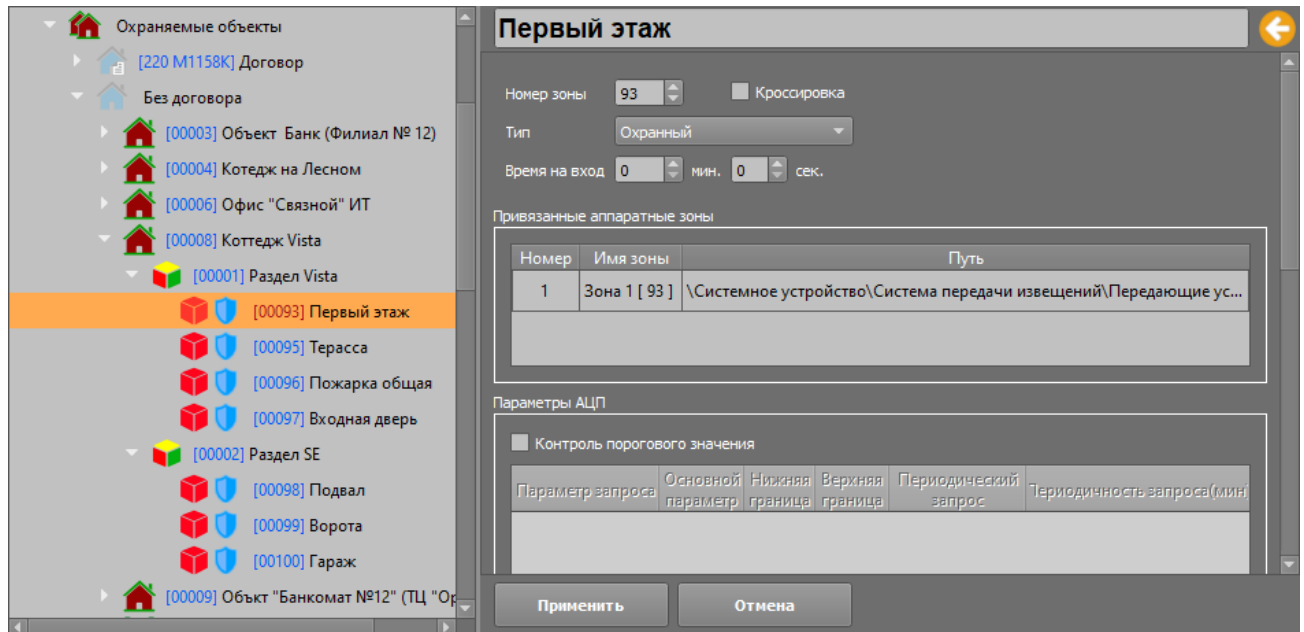 Охраняемые объекты
[220 M1158K] Договор
Без договора
[00003] Объект Банк (Филиал № 12)
[00004] Котедж на Лесном
[00006] Офис "Связной" ИТ
[00008] Коттедж Vista
[00001] Раздел Vista
[00093] Первый этаж
[00095] Терасса
[00096] Пожарка общая
[00097] Входная дверь
[00002] Раздел SE
[00098] Подвал
[00099] Ворота
[00100] Гараж
[00009] Объкт "Банкомат №12" (ТЦ "Ор
Первый этаж
Номер зоны 93 Кроссировка
Тип Охранный
Время на вход 0 мин. 0 сек.
Привязанные аппаратные зоны
Номер Имя зоны Путь
1 Зона 1 [ 93 ] \Системное устройство\Система передачи извещений\Передающие ус...
Параметры АЦП
Контроль порогового значения
Параметр запроса Основной параметр Нижняя граница Верхняя граница Периодический запрос Периодичность запроса(мин)
Применить Отмена